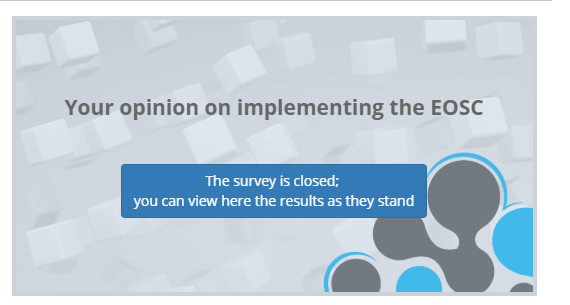 Your opinion on implementing the EOSC
The survey is closed;
you can view here the results as they stand